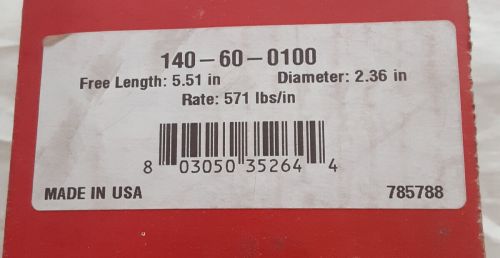 140-60-0100
Free Length: 5.51 in Diameter: 2.36 in
Rate: 571 lbs/in
8 03050 35264 4
MADE IN USA 785788